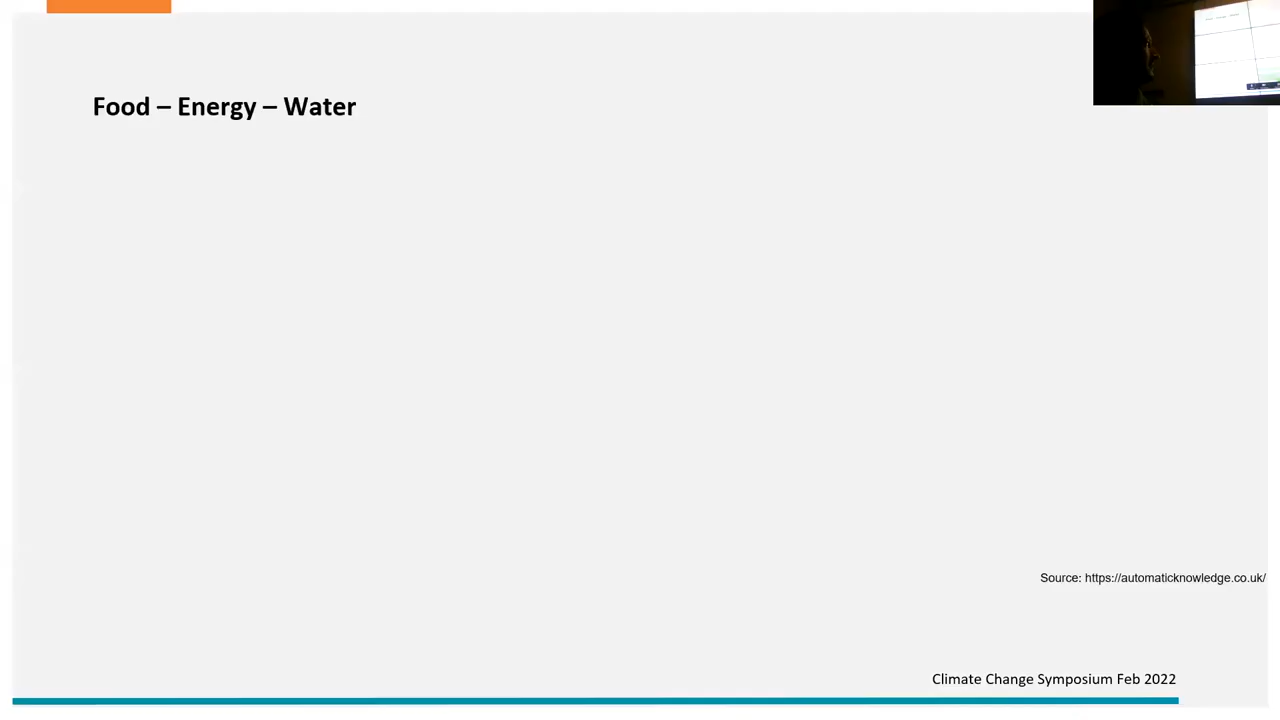 Food – Energy – Water
Source: https://automaticknowledge.co.uk/
Climate Change Symposium Feb 2022